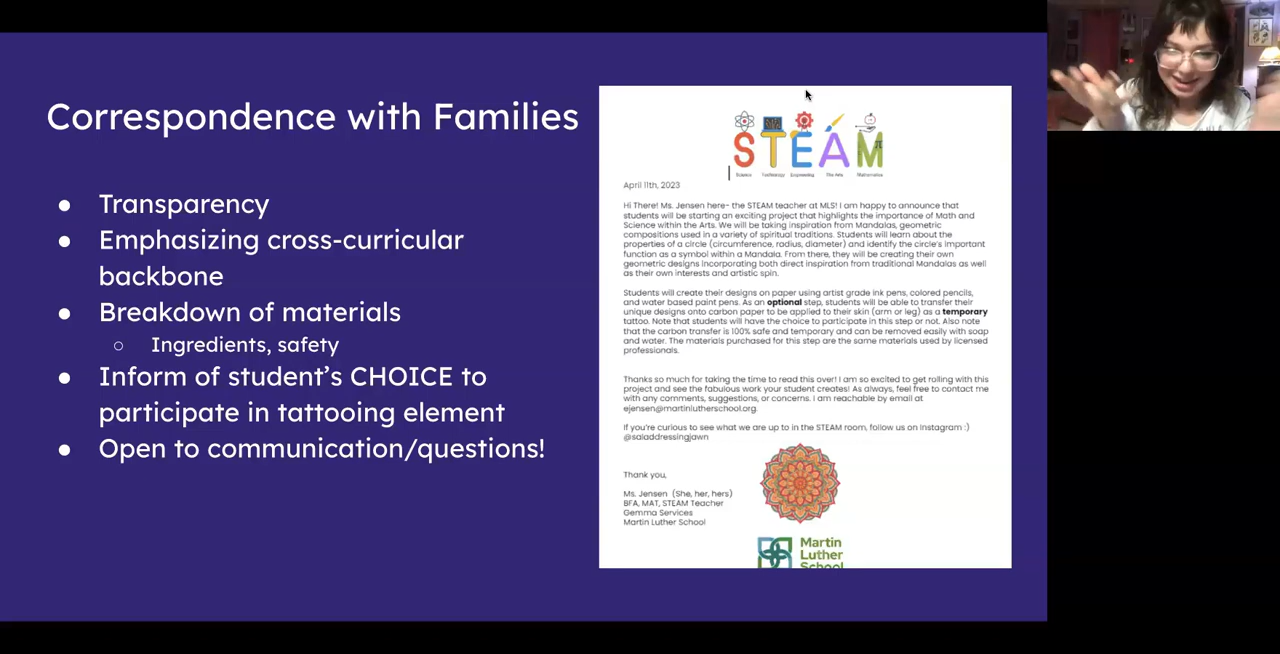 Correspondence with Families
● Transparency
● Emphasizing cross-curricular
backbone
● Breakdown of materials
○ Ingredients, safety
● Inform of student's CHOICE to
participate in tattooing element
● Open to communication/questions!
STEAM
Science Technology Engineering The Arts Mathematics
April 11th, 2023
Hi There! Ms. Jensen here- the STEAM teacher at MLS! I am happy to announce that
students will be starting an exciting project that highlights the importance of Math and
Science within the Arts. We will be taking inspiration from Mandalas, geometric
compositions used in a variety of spiritual traditions. Students will learn about the
properties of a circle (circumference, radius, diameter) and identify the circle's important
function as a symbol within a Mandala. From there, they will be creating their own
geometric designs incorporating both direct inspiration from traditional Mandalas as well
as their own interests and artistic spin.
Students will create their designs on paper using artist grade ink pens, colored pencils,
and water based paint pens. As an optional step, students will be able to transfer their
unique designs onto carbon paper to be applied to their skin (arm or leg) as a temporary
tattoo. Note that students will have the choice to participate in this step or not. Also note
that the carbon transfer is 100% safe and temporary and can be removed easily with soap
and water. The materials purchased for this step are the same materials used by licensed
professionals.
Thanks so much for taking the time to read this over! I am so excited to get rolling with this
project and see the fabulous work your student creates! As always, feel free to contact me
with any comments, suggestions, or concerns. I am reachable by email at
ejensen@martinlutherschool.org.
If you're curious to see what we are up to in the STEAM room, follow us on Instagram :)
@saladdressingjawn
Thank you,
Ms. Jensen (She, her, hers)
BFA, MAT, STEAM Teacher
Gemma Services
Martin Luther School
Martin
Luther
School